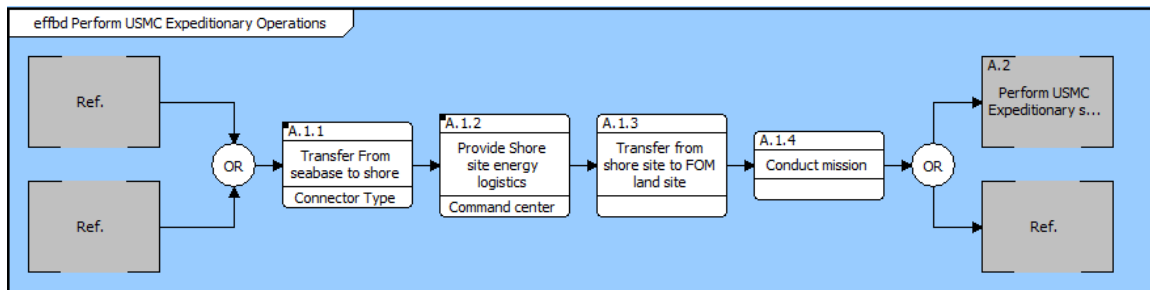 effbd Perform USMC Expeditionary Operations
Ref.
Ref.
OR
A.1.1
Transfer From
seabase to shore
Connector Type
A.1.2
Provide Shore
site energy
logistics
Command center
A.1.3
Transfer from
shore site to FOM
land site
A.1.4
Conduct mission
OR
A.2
Perform USMC
Expeditionary s...
Ref.